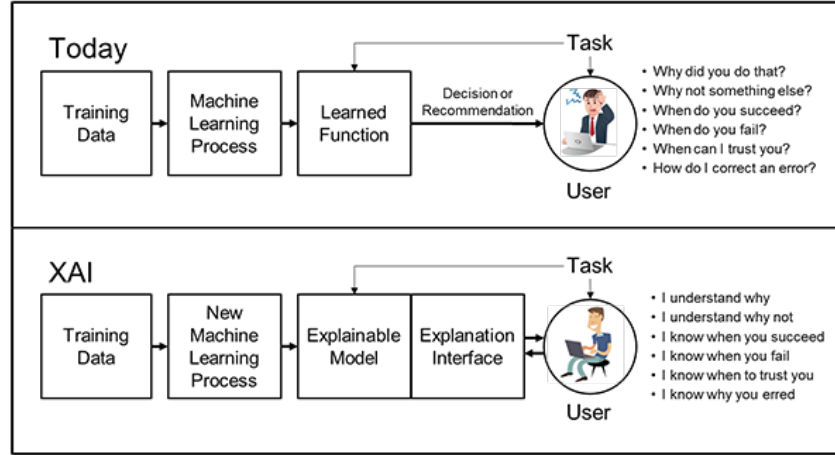 Today
Task
Training
Data
Machine
Learning
Process
Learned
Function
Decision or
Recommendation
User
• Why did you do that?
• Why not something else?
• When do you succeed?
• When do you fail?
• When can I trust you?
• How do I correct an error?
XAI
Task
Training
Data
New
Machine
Learning
Process
Explainable
Model
Explanation
Interface
User
• I understand why
• I understand why not
• I know when you succeed
• I know when you fail
• I know when to trust you
• I know why you erred